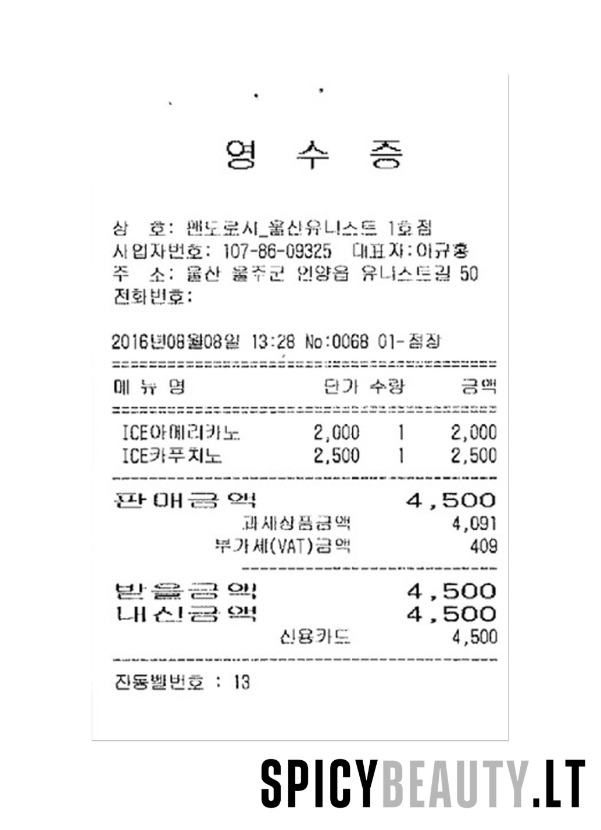 영 수 증
상 호: 팬도로시_울산유니스트 1호점
사업자번호: 107-86-09325 대표자:이규홍
주 소: 울산 울주군 언양읍 유니스트길 50
전화번호:
2016년08월08일 13:28 No:0068 01-점장
메 뉴 명 단가 수량 금액
ICE아메리카노 2,000 1 2,000
ICE카푸치노 2,500 1 2,500
판매금액 4,500
과세상품금액 4,091
부가세(VAT)금액 409
받을금액 4,500
내신금액 4,500
신용카드 4,500
진동벨번호 : 13
SPICYBEAUTY.LT